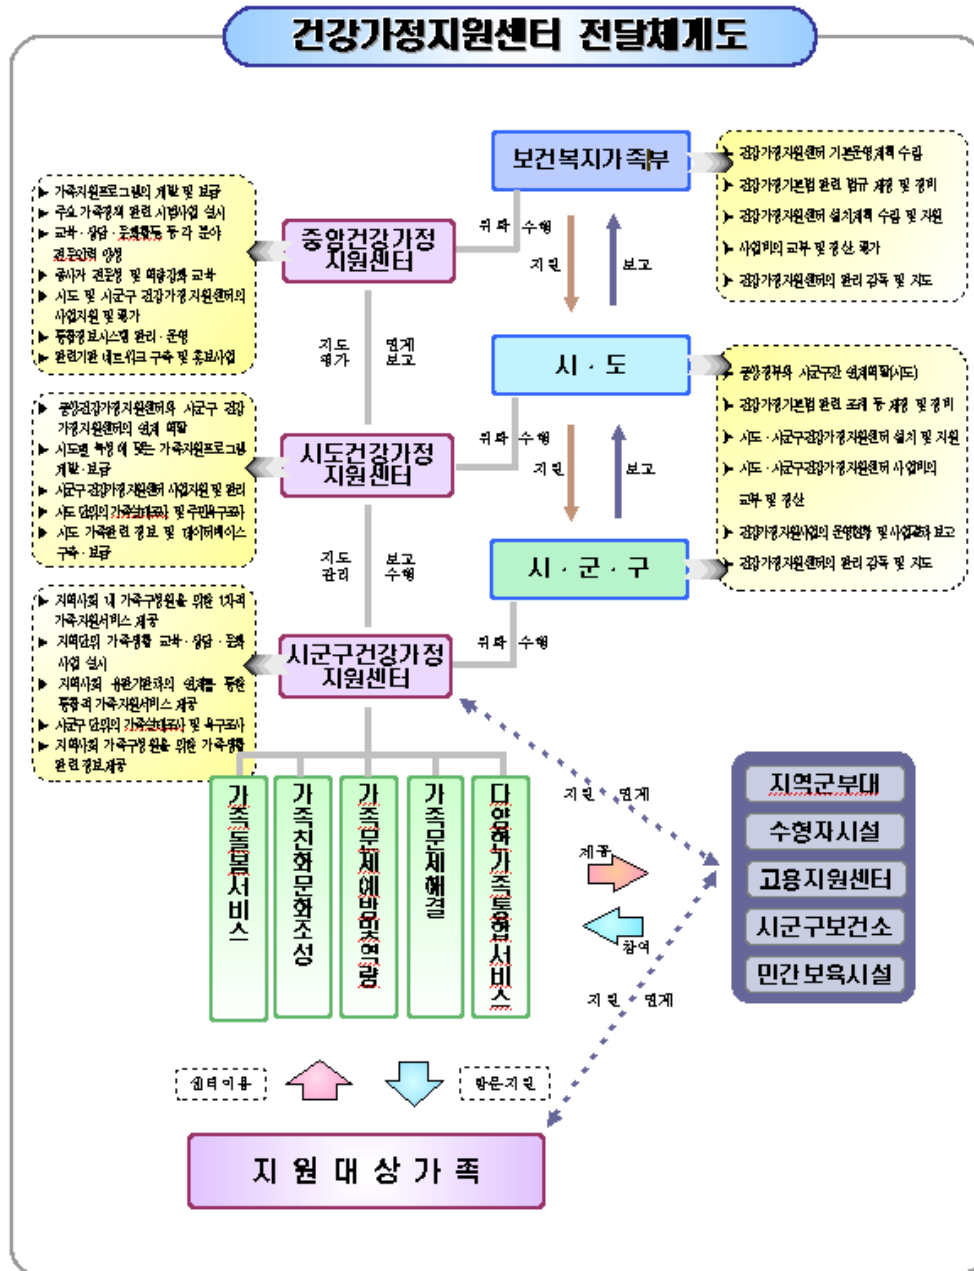 건강가정지원센터 전달체계도
보건복지가족부
건강가정지원센터 기본운영계획 수립
건강가정기본법 관련 법규 제정 및 정비
건강가정지원센터 설치계획 수립 및 지원
사업비의 교부 및 정산 평가
건강가정지원센터의 관리 감독 및 지도
가족지원프로그램의 개발 및 보급
주요 가족정책 관련 시범사업 실시
교육·상담·문화활동 등 각 분야
전문인력 양성
종사자 전문성 및 역량강화 교육
시도 및 시군구 건강가정지원센터의
사업지원 및 평가
통합정보시스템 관리·운영
관련기관 네트워크 구축 및 홍보사업
중앙건강가정
지원센터
위탁 수행
지원
보고
지도 연계
평가 보고
시·도
중앙정부와 시군구간 연계역할(시도)
건강가정기본법 관련 조례 등 제정 및 정비
시도·시군구건강가정지원센터 설치 및 지원
시도·시군구건강가정지원센터 사업비의
교부 및 정산
건강가정지원사업의 운영현황 및 사업결과 보고
건강가정지원센터의 관리 감독 및 지도
중앙건강가정지원센터와 시군구 건강
가정지원센터의 연계 역할
시도별 특성에 맞는 가족지원프로그램
개발·보급
시군구건강가정지원센터 사업지원 및 관리
시도 단위의 가족실태조사 및 주민욕구조사
시도 가족관련 정보 및 데이터베이스
구축·보급
시도건강가정
지원센터
위탁 수행
지원
보고
지도 보고
관리 수행
시·군·구
지역사회 내 가족구성원을 위한 1차적
가족지원서비스 제공
지역단위 가족생활 교육·상담·문화
사업 실시
지역사회 유관기관과의 연계를 통한
통합적 가족지원서비스 제공
시군구 단위의 가족실태조사 및 욕구조사
지역사회 가족구성원을 위한 가족생활
관련 정보제공
시군구건강가정
지원센터
위탁 수행
가족돌봄서비스
가족친화문화조성
가족문제예방및역량
가족문제해결
다양한가족통합서비스
지원 연계
제공
참여
지원 연계
지역군부대
수형자시설
고용지원센터
시군구보건소
민간보육시설
센터이용
방문지원
지원대상가족